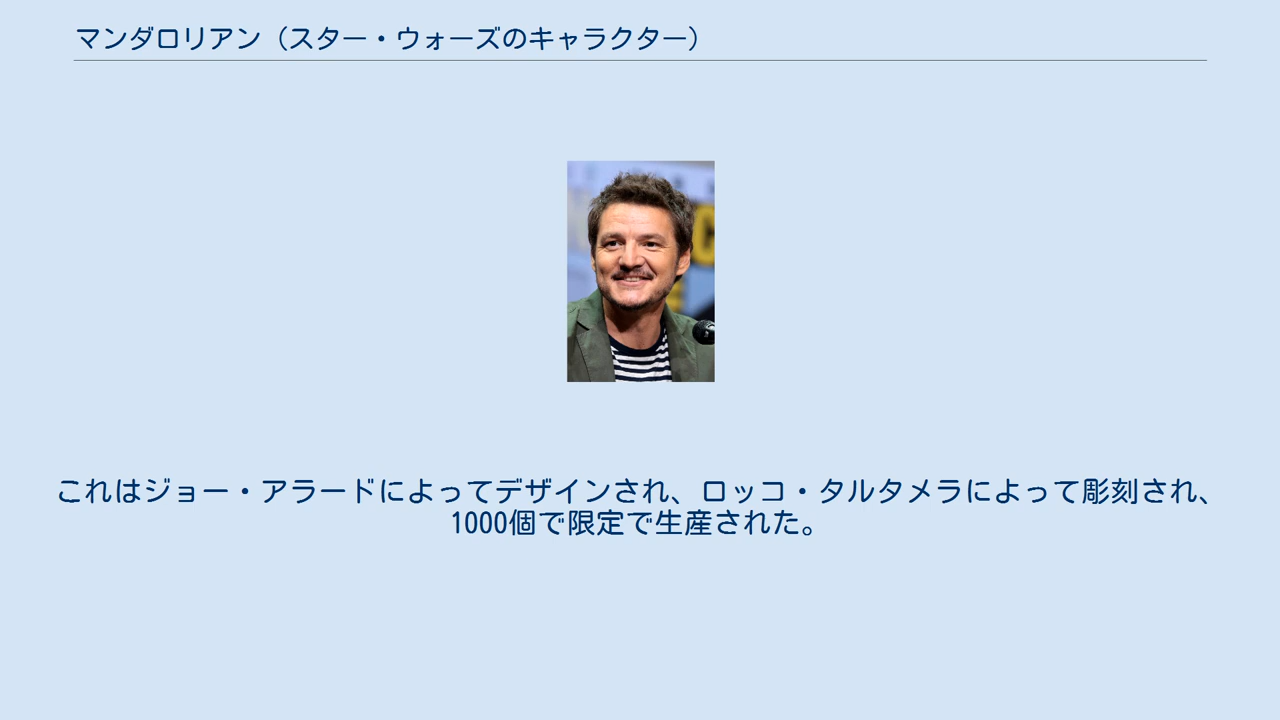 マンダロリアン（スター・ウォーズのキャラクター）
これはジョー・アラードによってデザインされ、ロッコ・タルタメラによって彫刻され、
1000個で限定で生産された。